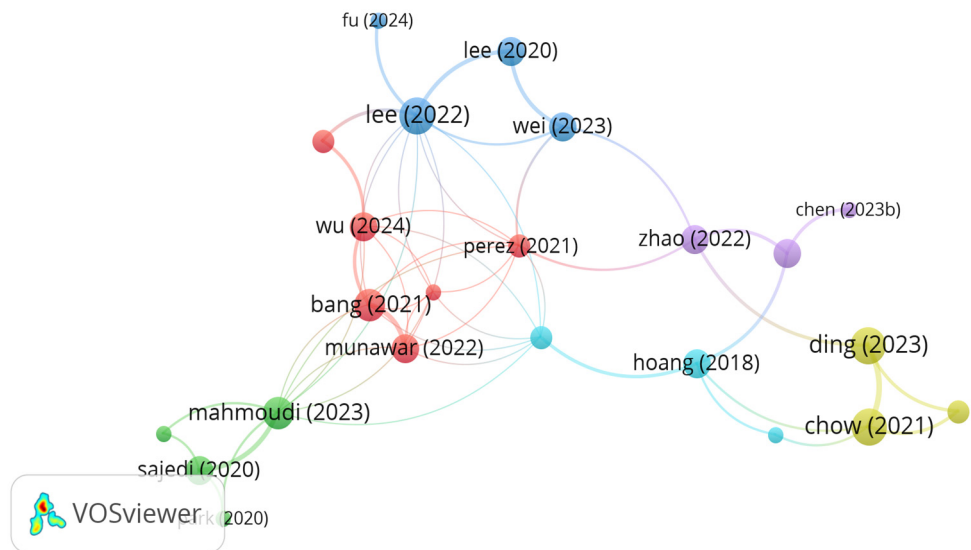 fu (2024)
lee (2020)
lee (2022)
wei (2023)
chen (2023b)
wu (2024)
perez (2021)
zhao (2022)
bang (2021)
munawar (2022)
ding (2023)
hoang (2018)
mahmoudi (2023)
chow (2021)
sajedi (2020)
VOSviewer
park (2020)